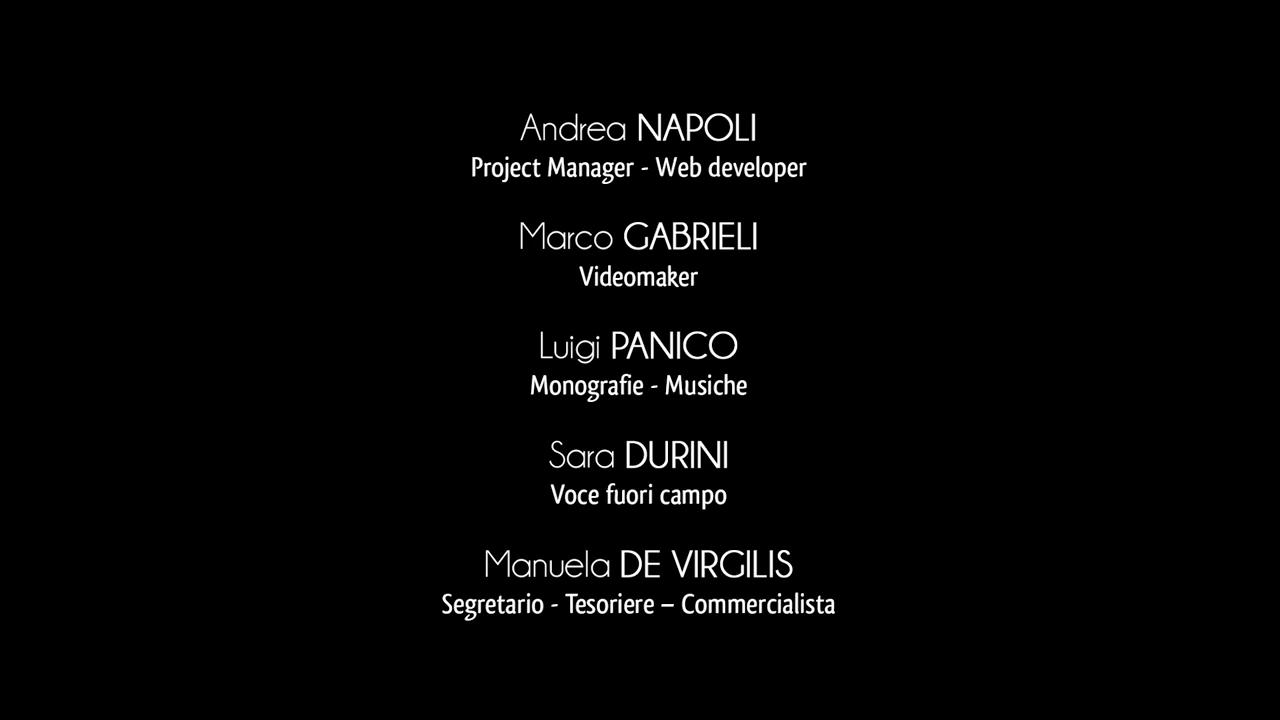 Andrea NAPOLI
Project Manager - Web developer
Marco GABRIELI
Videomaker
Luigi PANICO
Monografie - Musiche
Sara DURINI
Voce fuori campo
Manuela DE VIRGILIS
Segretario - Tesoriere – Commercialista